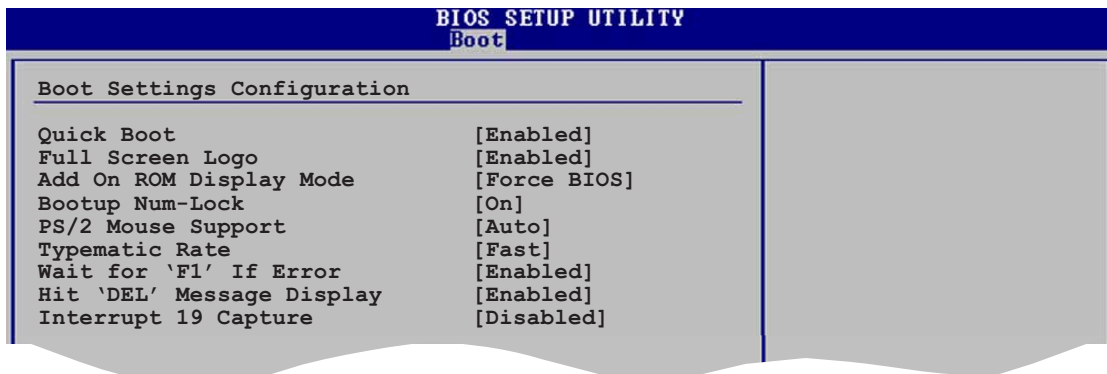 BIOS SETUP UTILITY
Boot
Boot Settings Configuration
Quick Boot [Enabled]
Full Screen Logo [Enabled]
Add On ROM Display Mode [Force BIOS]
Bootup Num-Lock [On]
PS/2 Mouse Support [Auto]
Typematic Rate [Fast]
Wait for ‘F1’ If Error [Enabled]
Hit ‘DEL’ Message Display [Enabled]
Interrupt 19 Capture [Disabled]